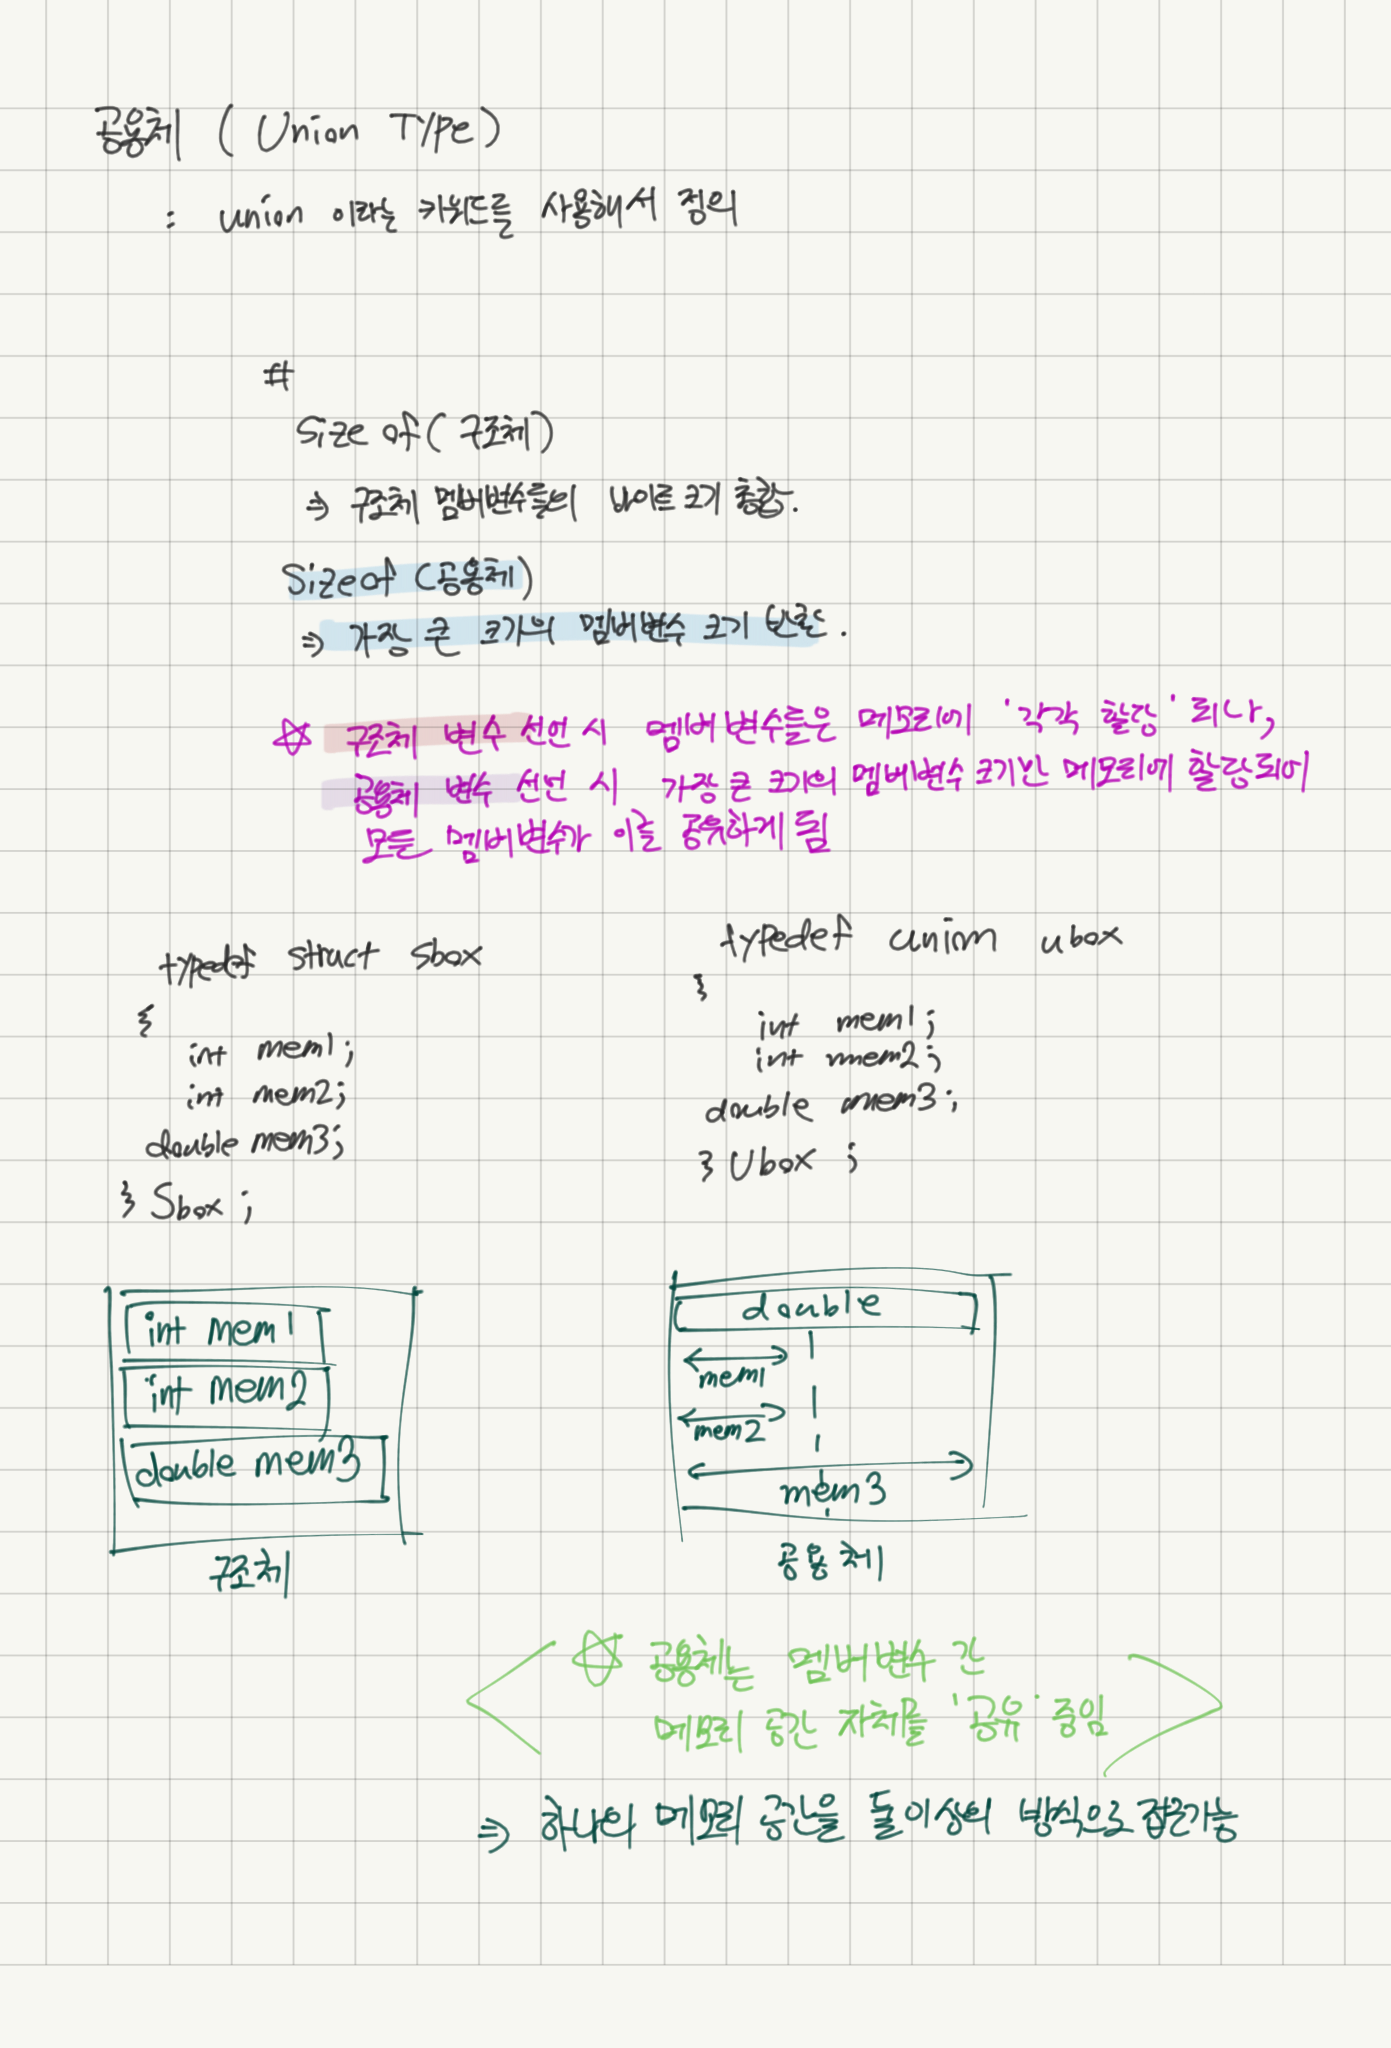 공용체 ( Union Type )
: union 이라는 키워드를 사용해서 정의
#
Size of ( 구조체 )
⇒ 구조체 멤버변수들의 바이트 크기 총합.
Sizeof (공용체)
⇒ 가장 큰 크기의 멤버변수 크기 반환.
☆ 구조체 변수 선언 시 멤버 변수들은 메모리에 '각각 할당' 되나,
공용체 변수 선언 시 가장 큰 크기의 멤버변수 크기만 메모리에 할당되어
모든 멤버변수가 이를 공유하게 됨
typedef struct sbox
{
int mem1;
int mem2;
double mem3;
} Sbox ;
typedef union ubox
{
int mem1;
int mem2;
double mem3;
} Ubox ;
int mem1
int mem2
double mem3
구조체
double
mem1
mem2
mem3
공용체
☆ 공용체는 멤버변수 간
메모리 공간 자체를 '공유' 중임
⇒ 하나의 메모리 공간을 둘이상의 방식으로 접근가능